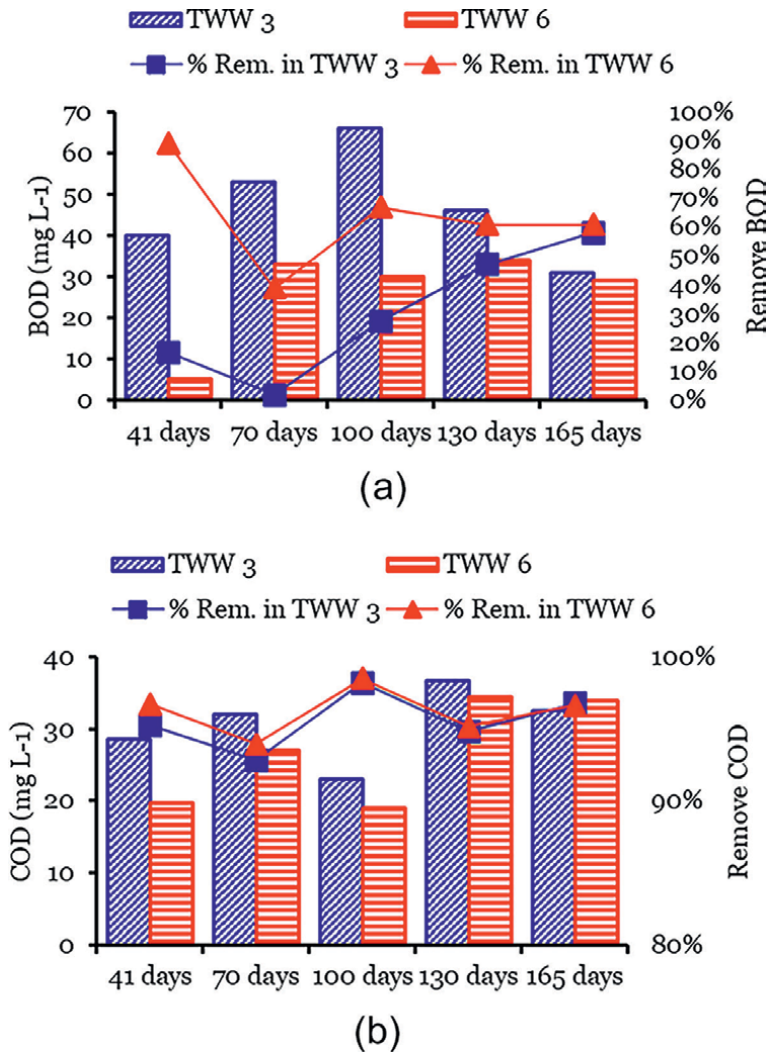 TWW 3
TWW 6
% Rem. in TWW 3
% Rem. in TWW 6
70
60
50
40
30
20
10
0
BOD (mg L-1)
100%
90%
80%
70%
60%
50%
40%
30%
20%
10%
0%
Remove BOD
41 days
70 days
100 days
130 days
165 days
(a)
TWW 3
TWW 6
% Rem. in TWW 3
% Rem. in TWW 6
40
30
20
10
0
COD (mg L-1)
100%
90%
80%
Remove COD
41 days
70 days
100 days
130 days
165 days
(b)